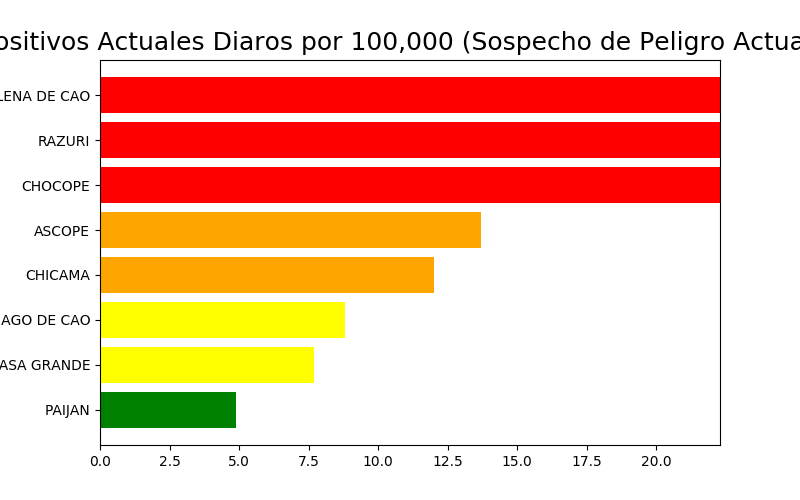 ositivos Actuales Diaros por 100,000 (Sospecho de Peligro Actua
LENA DE CAO
RAZURI
CHOCOPE
ASCOPE
CHICAMA
AGO DE CAO
ASA GRANDE
PAIJAN
0.0 2.5 5.0 7.5 10.0 12.5 15.0 17.5 20.0